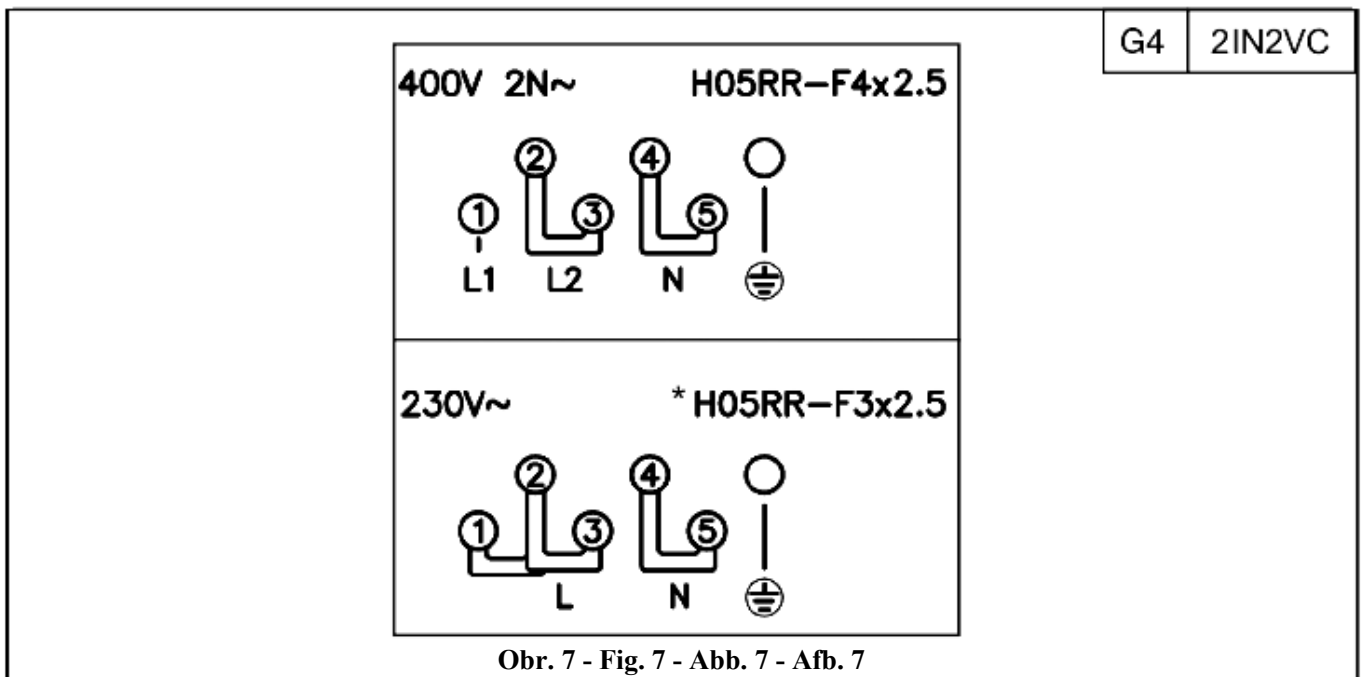 G4 2IN2VC
400V 2N~ H05RR-F4x2.5
2 4
1 3 5
L1 L2 N
230V~ *H05RR-F3x2.5
2 4
1 3 5
L N
Obr. 7 - Fig. 7 - Abb. 7 - Afb. 7